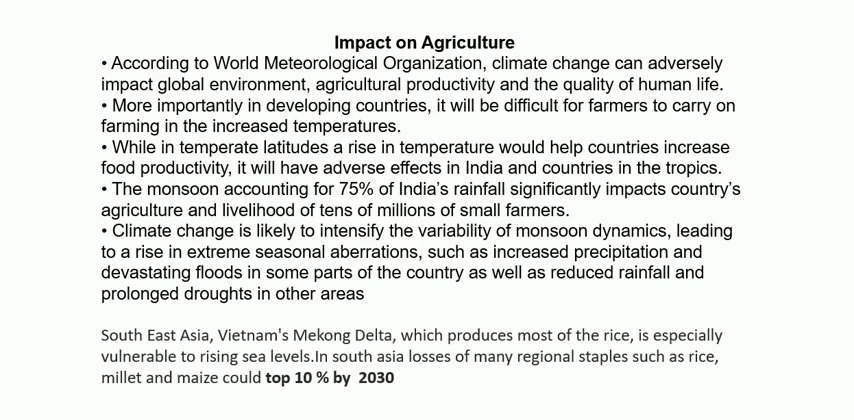 Impact on Agriculture
• According to World Meteorological Organization, climate change can adversely
impact global environment, agricultural productivity and the quality of human life.
• More importantly in developing countries, it will be difficult for farmers to carry on
farming in the increased temperatures.
• While in temperate latitudes a rise in temperature would help countries increase
food productivity, it will have adverse effects in India and countries in the tropics.
• The monsoon accounting for 75% of India's rainfall significantly impacts country's
agriculture and livelihood of tens of millions of small farmers.
• Climate change is likely to intensify the variability of monsoon dynamics, leading
to a rise in extreme seasonal aberrations, such as increased precipitation and
devastating floods in some parts of the country as well as reduced rainfall and
prolonged droughts in other areas
South East Asia, Vietnam's Mekong Delta, which produces most of the rice, is especially
vulnerable to rising sea levels.In south asia losses of many regional staples such as rice,
millet and maize could top 10 % by  2030